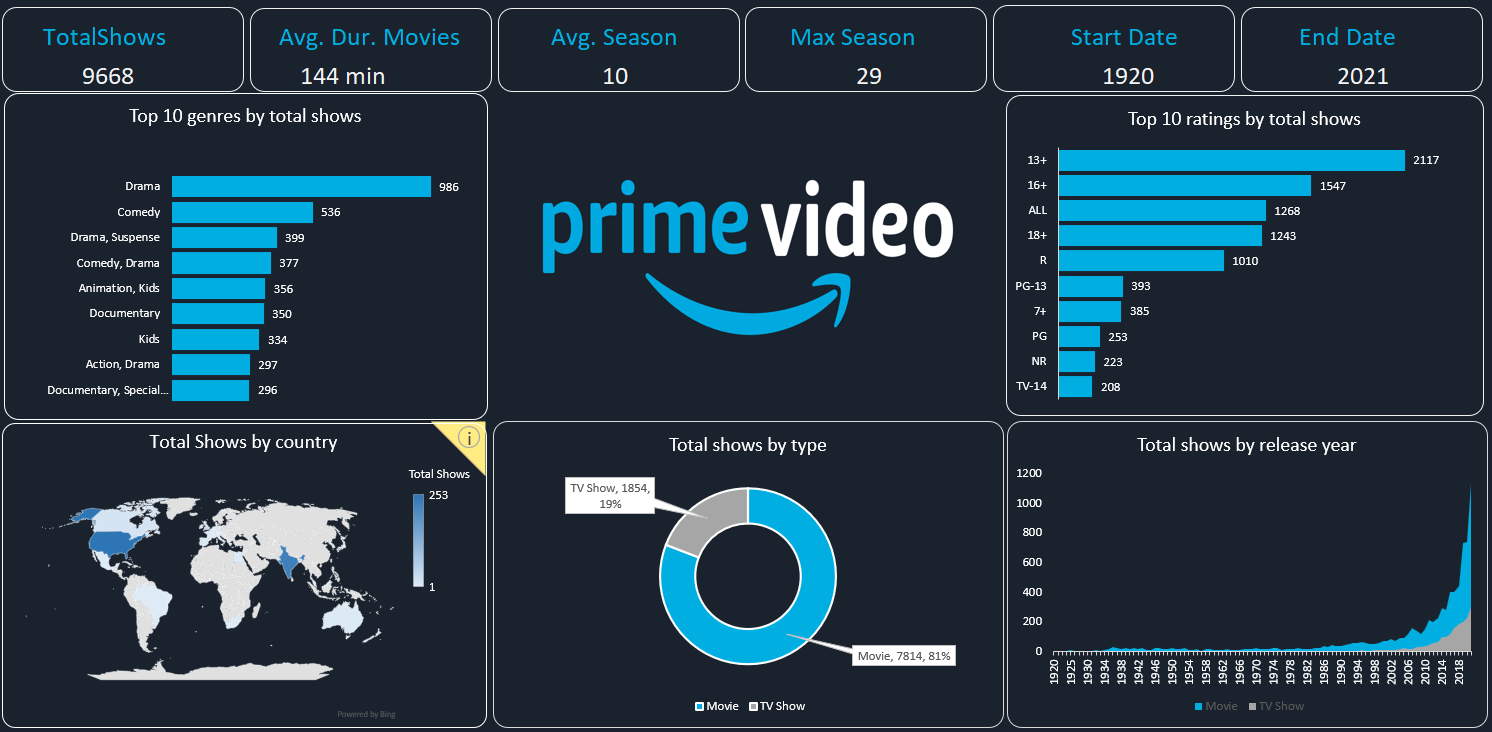 TotalShows
9668
Avg. Dur. Movies
144 min
Avg. Season
10
Max Season
29
Start Date
1920
End Date
2021
Top 10 genres by total shows
Drama 986
Comedy 536
Drama, Suspense 399
Comedy, Drama 377
Animation, Kids 356
Documentary 350
Kids 334
Action, Drama 297
Documentary, Special... 296
prime video
Top 10 ratings by total shows
13+ 2117
16+ 1547
ALL 1268
18+ 1243
R 1010
PG-13 393
7+ 385
PG 253
NR 223
TV-14 208
Total Shows by country
i
Total Shows
253
1
Powered by Bing
Total shows by type
TV Show, 1854,
19%
Movie, 7814, 81%
Movie TV Show
Total shows by release year
1200
1000
800
600
400
200
0
1920 1925 1930 1934 1938 1942 1946 1950 1954 1958 1962 1966 1970 1974 1978 1982 1986 1990 1994 1998 2002 2006 2010 2014 2018
Movie TV Show